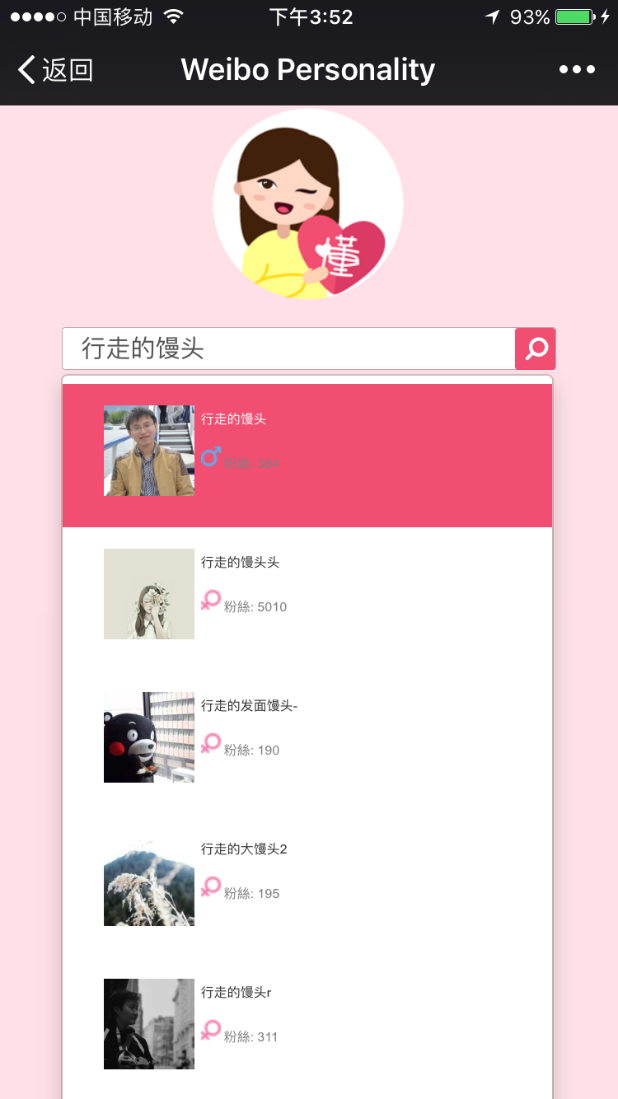 中国移动
下午3:52
93%
返回
Weibo Personality
懂
行走的馒头
行走的馒头
行走的馒头头
粉絲: 5010
行走的发面馒头-
粉絲: 190
行走的大馒头2
粉絲: 195
行走的馒头r
粉絲: 311